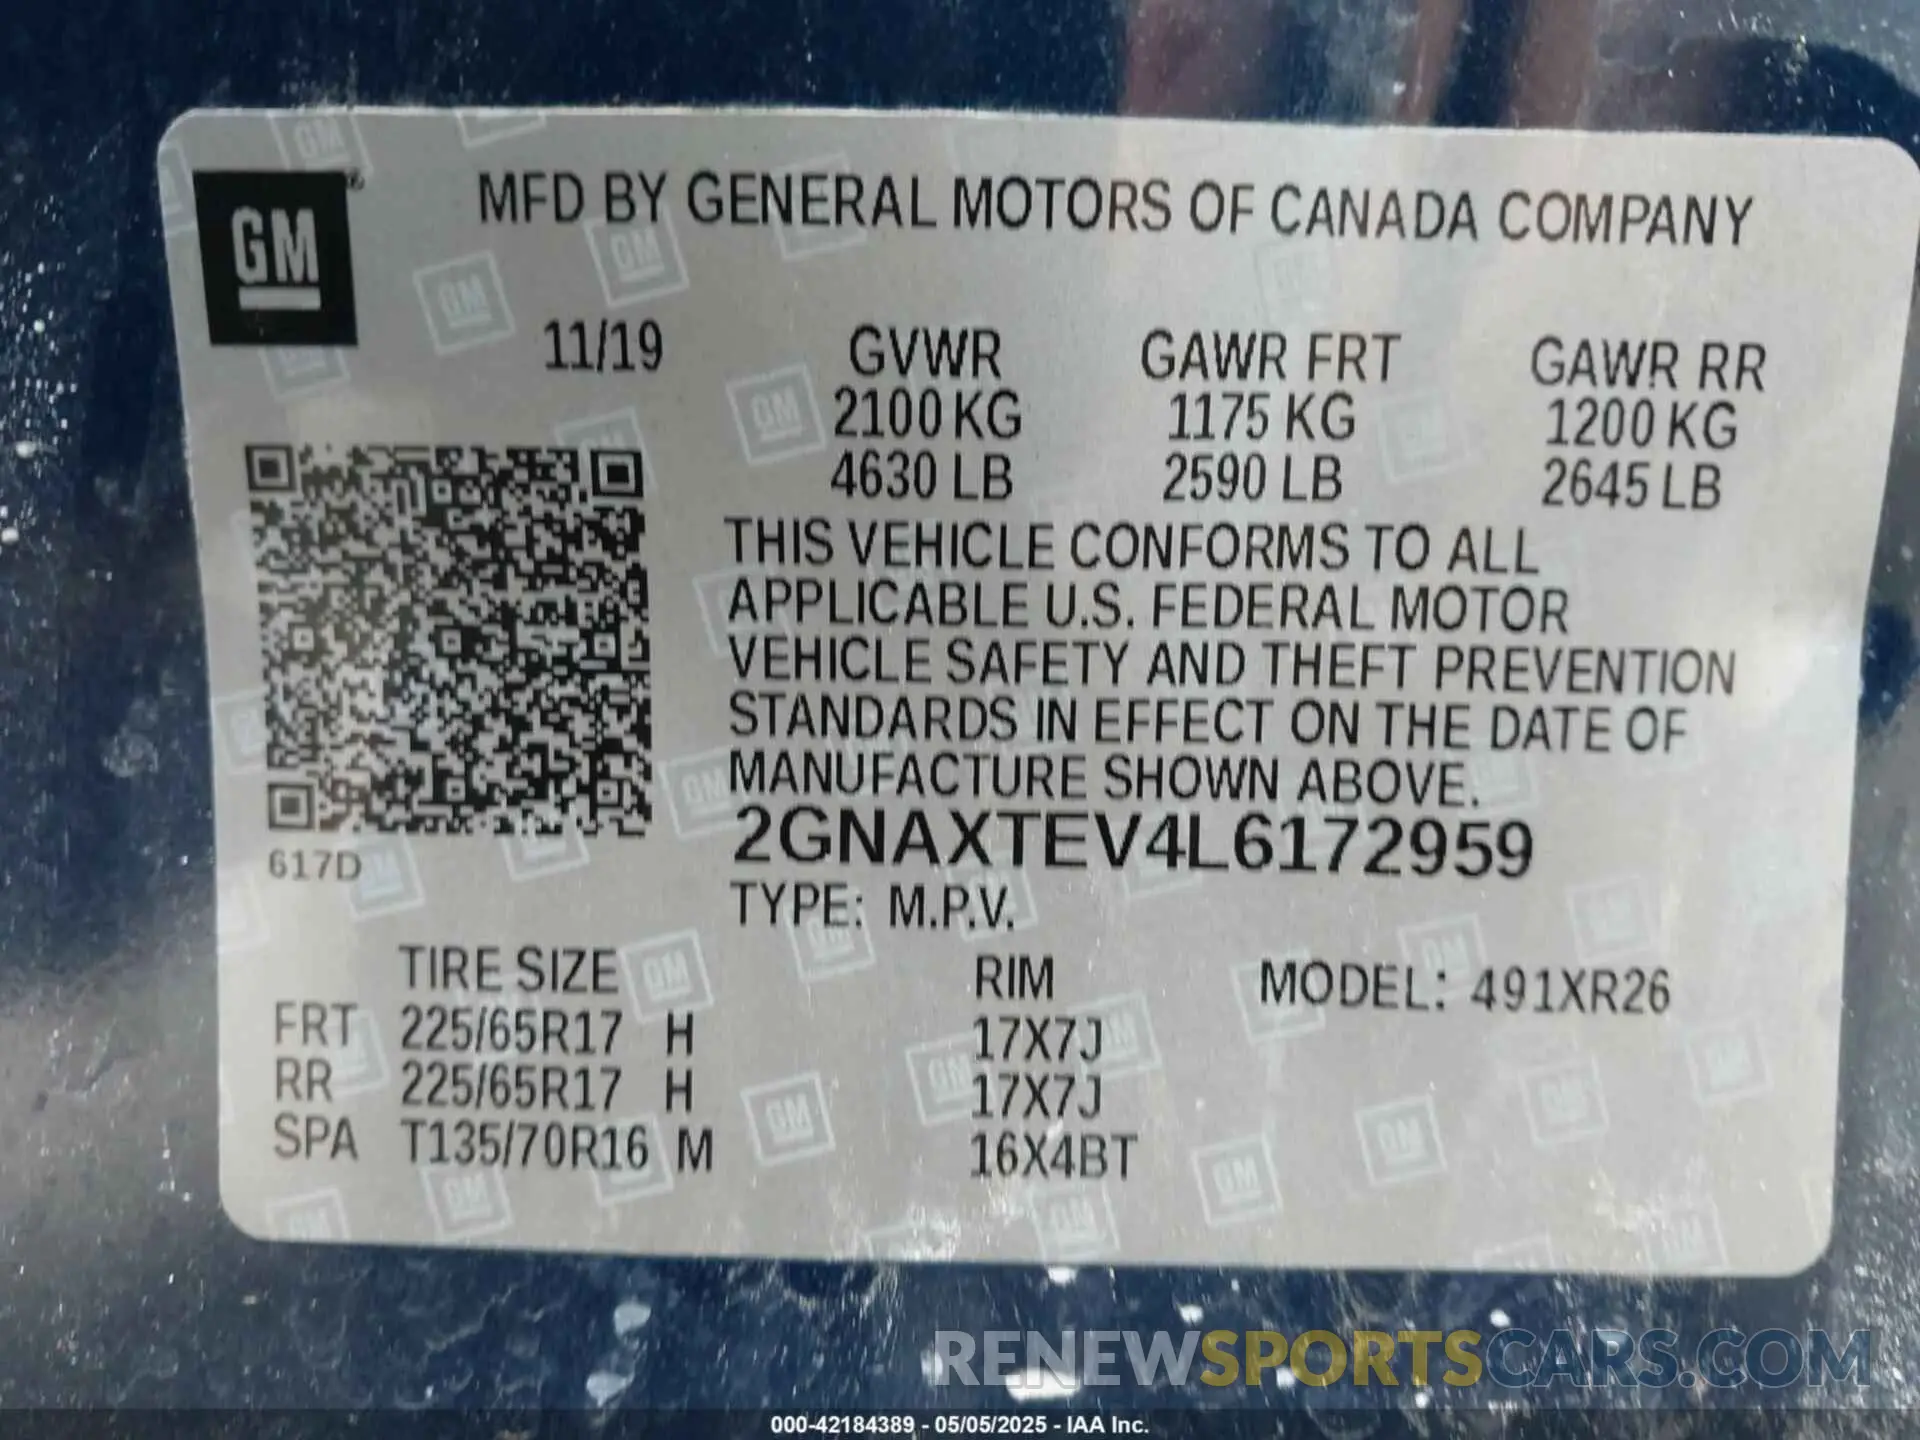 GM
MFD BY GENERAL MOTORS OF CANADA COMPANY
11/19 GVWR GAWR FRT GAWR RR
2100 KG 1175 KG 1200 KG
4630 LB 2590 LB 2645 LB
THIS VEHICLE CONFORMS TO ALL
APPLICABLE U.S. FEDERAL MOTOR
VEHICLE SAFETY AND THEFT PREVENTION
STANDARDS IN EFFECT ON THE DATE OF
MANUFACTURE SHOWN ABOVE.
2GNAXTEV4L6172959
617D
TYPE: M.P.V.
TIRE SIZE RIM MODEL: 491XR26
FRT 225/65R17 H 17X7J
RR 225/65R17 H 17X7J
SPA T135/70R16 M 16X4BT
RENEWSPORTSCARS.COM
000-42184389 - 05/05/2025 - IAA Inc.